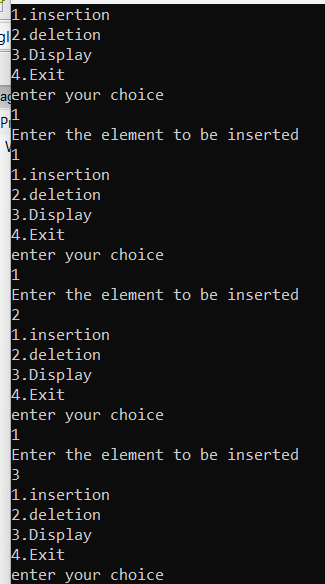 1.insertion
2.deletion
3.Display
4.Exit
enter your choice
1
Enter the element to be inserted
1
1.insertion
2.deletion
3.Display
4.Exit
enter your choice
1
Enter the element to be inserted
2
1.insertion
2.deletion
3.Display
4.Exit
enter your choice
1
Enter the element to be inserted
3
1.insertion
2.deletion
3.Display
4.Exit
enter your choice